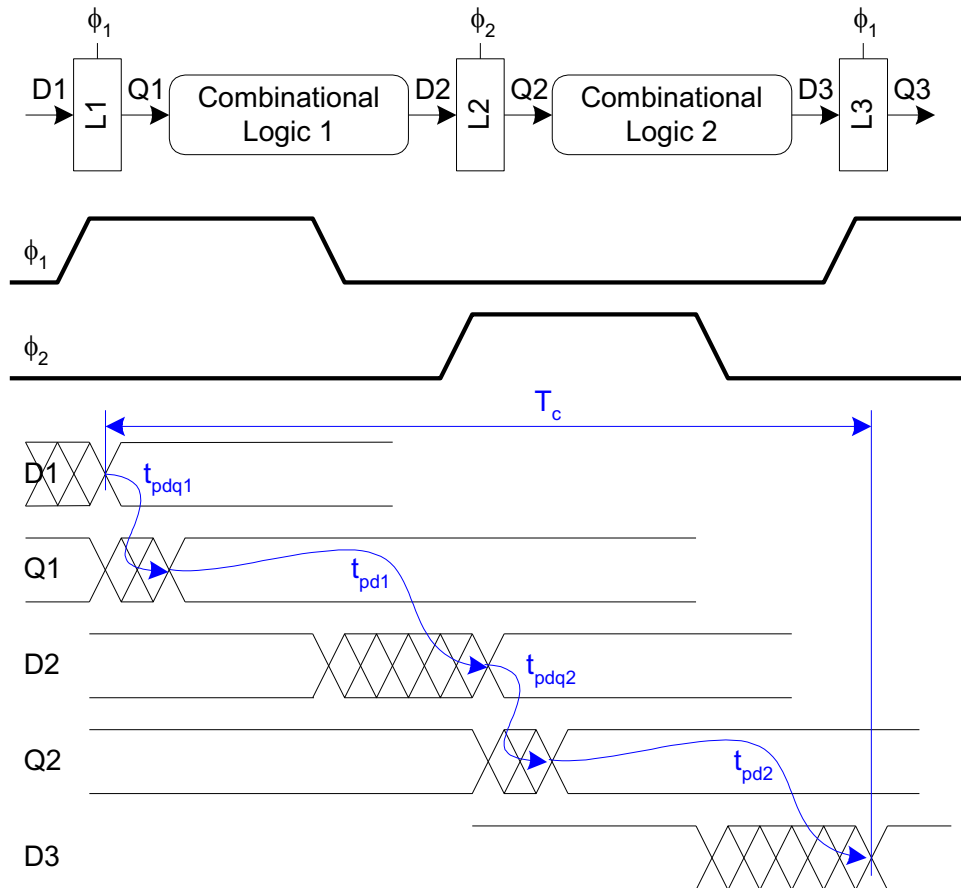 ϕ1 ϕ2 ϕ1
D1 L1 Q1 Combinational Logic 1 D2 L2 Q2 Combinational Logic 2 D3 L3 Q3
ϕ1
ϕ2
Tc
D1 tpdq1
Q1 tpd1
D2 tpdq2
Q2 tpd2
D3